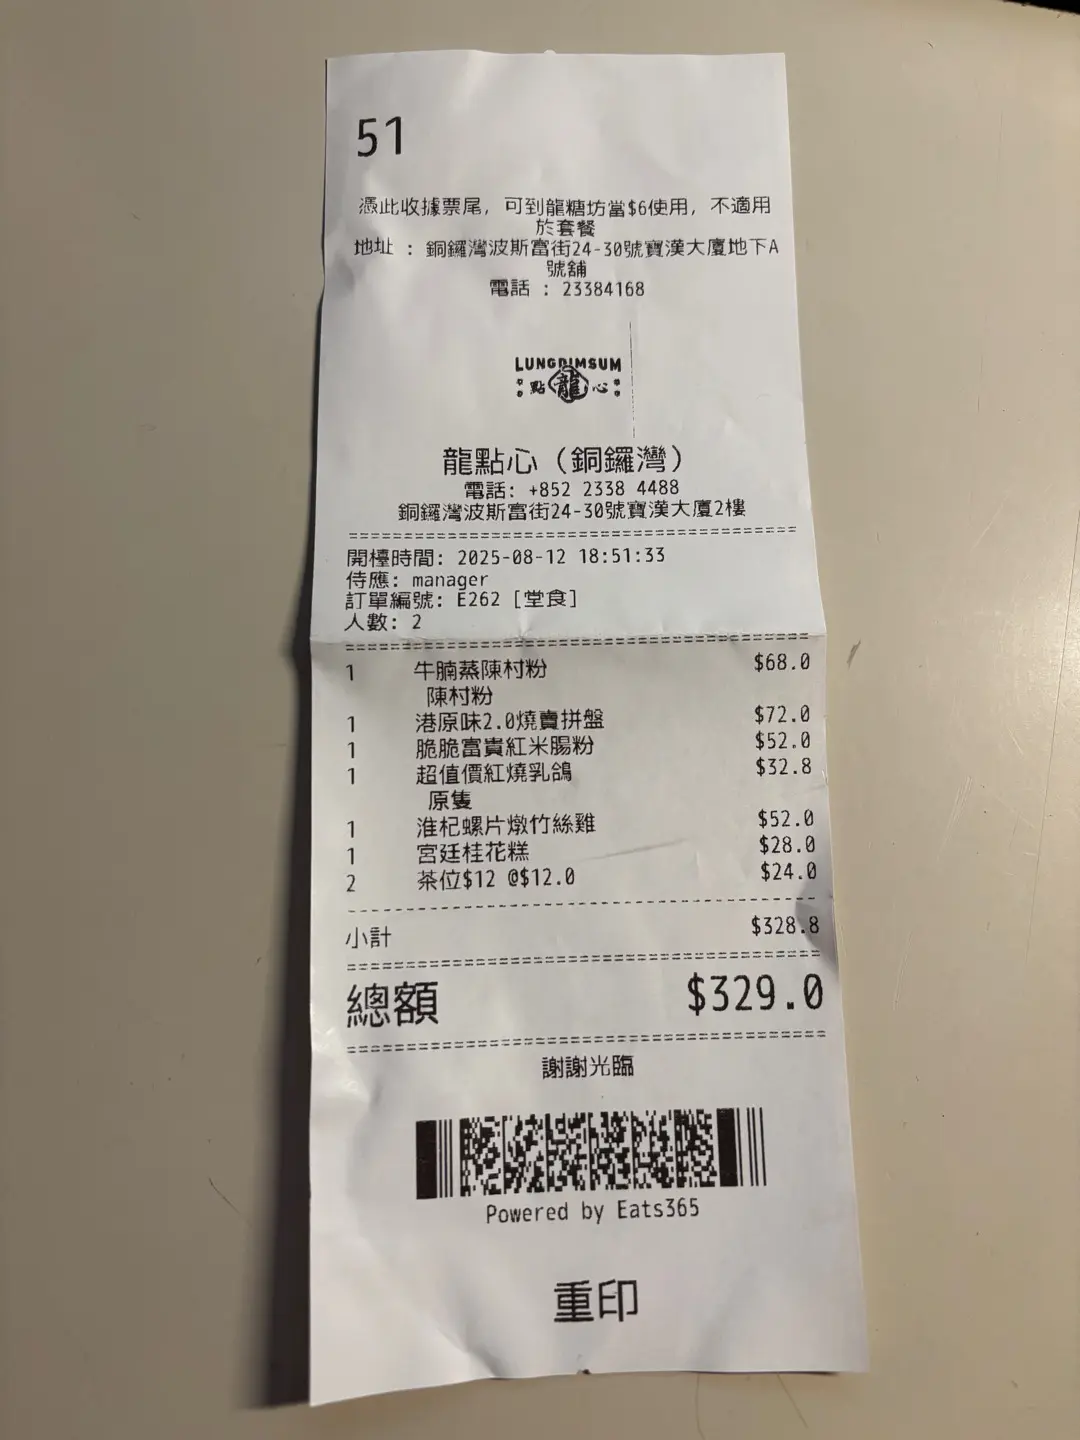 51
憑此收據票尾，可到龍糖坊當$6使用，不適用
於套餐
地址 : 銅鑼灣波斯富街24-30號寶漢大廈地下A
號舖
電話 : 23384168
LUNGDIMSUM
點龍心
龍點心（銅鑼灣）
電話: +852 2338 4488
銅鑼灣波斯富街24-30號寶漢大廈2樓
開檯時間: 2025-08-12 18:51:33
侍應: manager
訂單編號: E262 [堂食]
人數: 2
1 牛腩蒸陳村粉 $68.0
陳村粉
1 港原味2.0燒賣拼盤 $72.0
1 脆脆富貴紅米腸粉 $52.0
1 超值價紅燒乳鴿 $32.8
原隻
1 淮杞螺片燉竹絲雞 $52.0
1 宮廷桂花糕 $28.0
2 茶位$12 @$12.0 $24.0
小計 $328.8
總額 $329.0
謝謝光臨
Powered by Eats365
重印